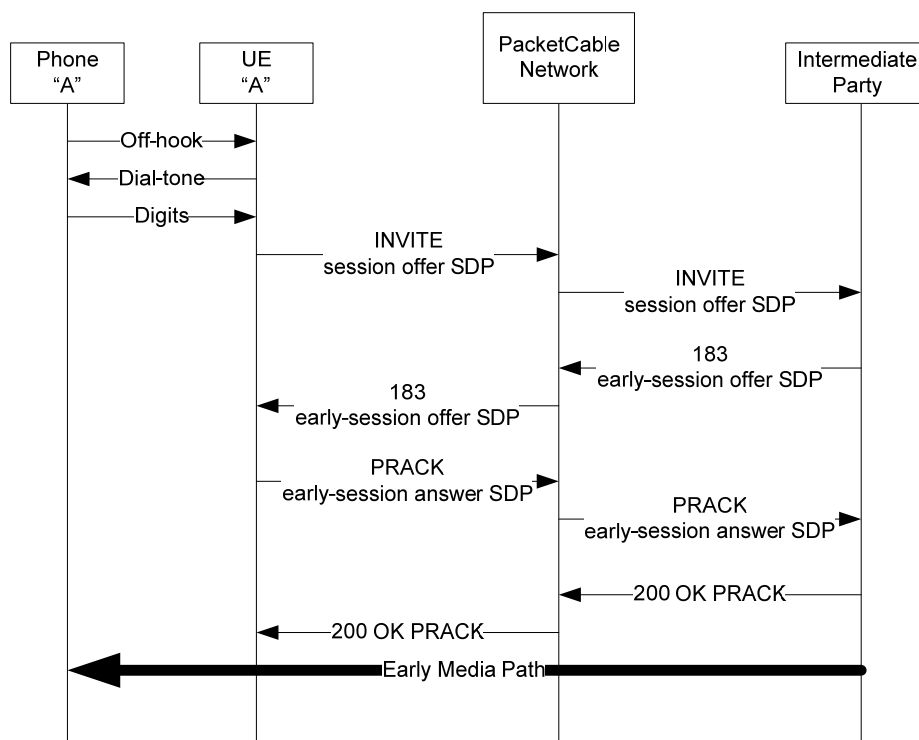 Phone
“A”
UE
“A”
PacketCable
Network
Intermediate
Party
Off-hook
Dial-tone
Digits
INVITE
session offer SDP
INVITE
session offer SDP
183
early-session offer SDP
183
early-session offer SDP
PRACK
early-session answer SDP
PRACK
early-session answer SDP
200 OK PRACK
200 OK PRACK
Early Media Path